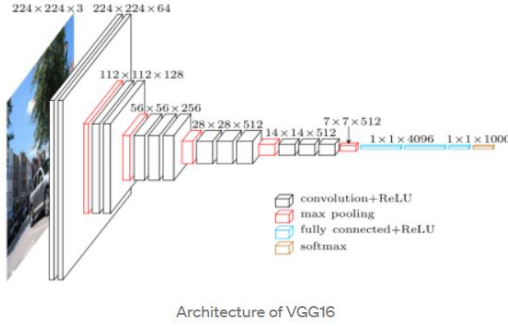 224×224×3 224×224×64
112×112×128
56×56×256
28×28×512
14×14×512
7×7×512
1×1×4096 1×1×1000
convolution+ReLU
max pooling
fully connected+ReLU
softmax
Architecture of VGG16